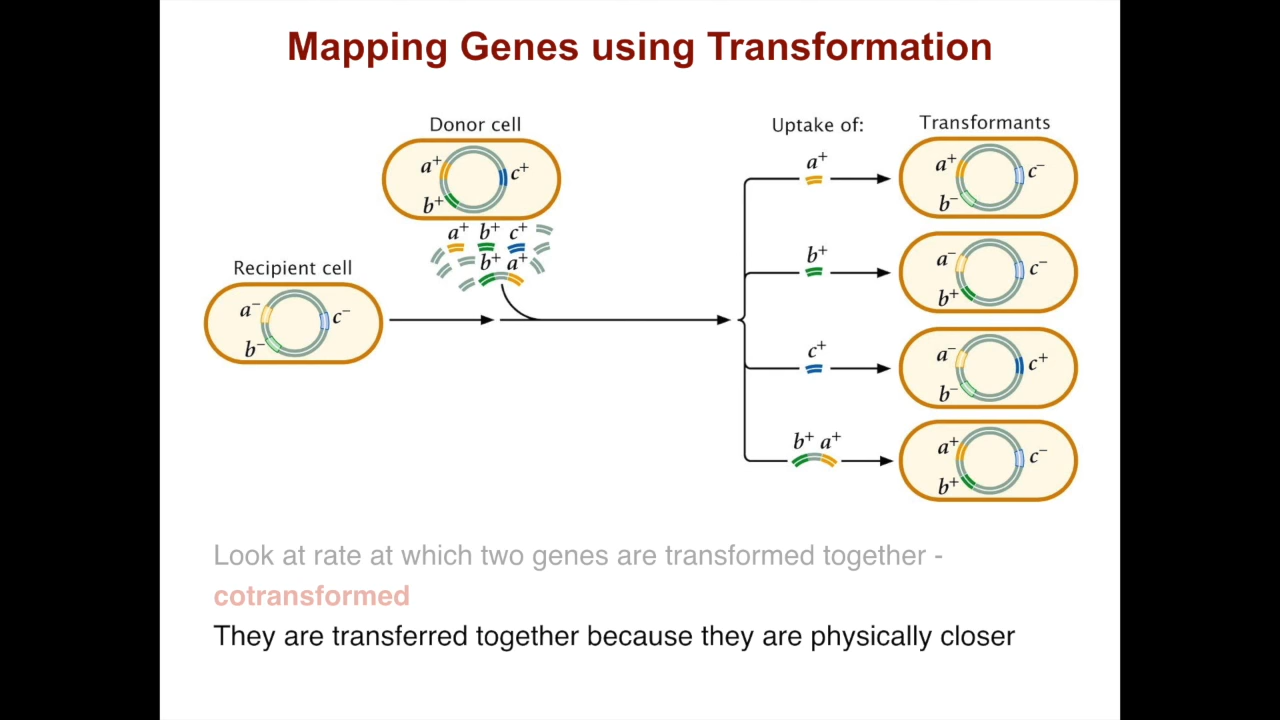 Mapping Genes using Transformation
Donor cell
Uptake of:
Transformants
a⁺
c⁺
b⁺
a⁺ b⁺ c⁺
b⁺ a⁺
Recipient cell
a⁻
c⁻
b⁻
a⁺
a⁺
c⁻
b⁻
b⁺
a⁻
c⁻
b⁺
c⁺
a⁻
c⁺
b⁻
b⁺ a⁺
a⁺
c⁻
b⁺
Look at rate at which two genes are transformed together -
cotransformed
They are transferred together because they are physically closer